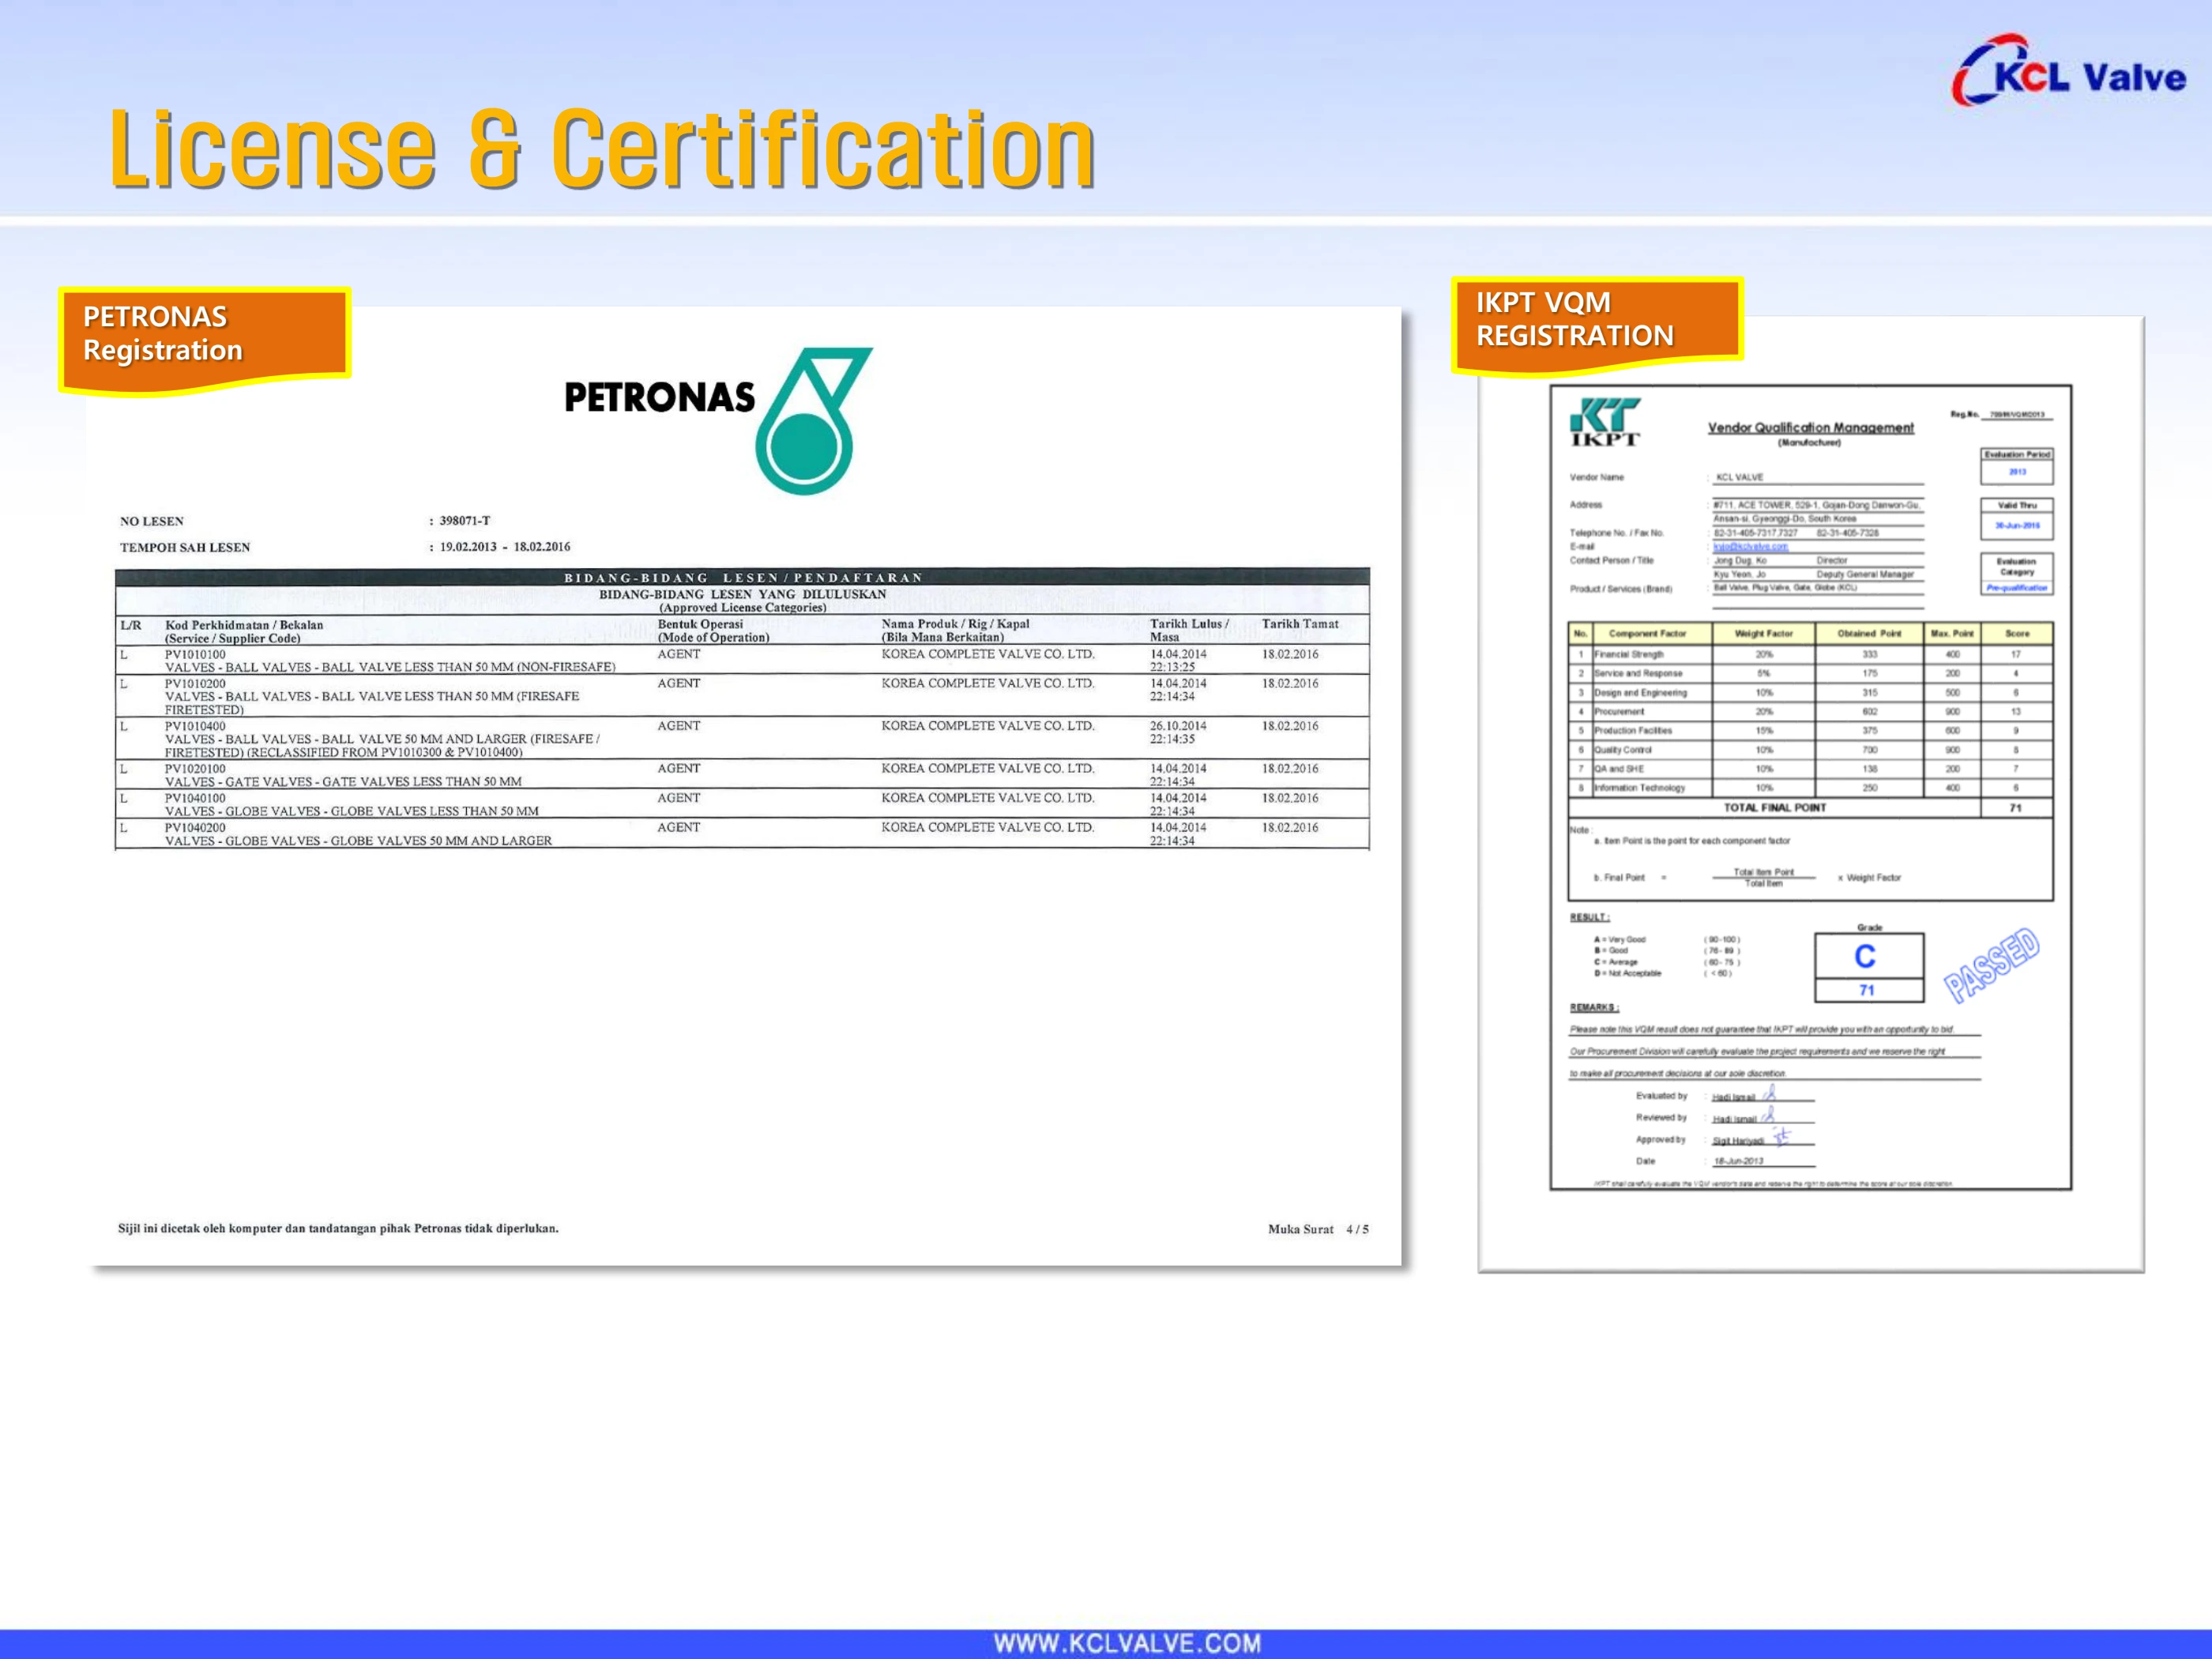 KCL Valve
License & Certification
PETRONAS
Registration
PETRONAS
NO LESEN : 398071-T
TEMPOH SAH LESEN : 19.02.2013 - 18.02.2016
BIDANG-BIDANG LESEN / PENDAFTARAN
BIDANG-BIDANG LESEN YANG DILULUSKAN
(Approved License Categories)
L/R Kod Perkhidmatan / Bekalan Bentuk Operasi Nama Produk / Rig / Kapal Tarikh Lulus / Tarikh Tamat
(Service / Supplier Code) (Mode of Operation) (Bila Mana Berkaitan) Masa
L PV1010100 AGENT KOREA COMPLETE VALVE CO. LTD. 14.04.2014 18.02.2016
VALVES - BALL VALVES - BALL VALVE LESS THAN 50 MM (NON-FIRESAFE) 22:13:25
L PV1010200 AGENT KOREA COMPLETE VALVE CO. LTD. 14.04.2014 18.02.2016
VALVES - BALL VALVES - BALL VALVE LESS THAN 50 MM (FIRESAFE 22:14:34
FIRETESTED)
L PV1010400 AGENT KOREA COMPLETE VALVE CO. LTD. 26.10.2014 18.02.2016
VALVES - BALL VALVES - BALL VALVE 50 MM AND LARGER (FIRESAFE / 22:14:35
FIRETESTED) (RECLASSIFIED FROM PV1010300 & PV1010400)
L PV1020100 AGENT KOREA COMPLETE VALVE CO. LTD. 14.04.2014 18.02.2016
VALVES - GATE VALVES - GATE VALVES LESS THAN 50 MM 22:14:34
L PV1040100 AGENT KOREA COMPLETE VALVE CO. LTD. 14.04.2014 18.02.2016
VALVES - GLOBE VALVES - GLOBE VALVES LESS THAN 50 MM 22:14:34
L PV1040200 AGENT KOREA COMPLETE VALVE CO. LTD. 14.04.2014 18.02.2016
VALVES - GLOBE VALVES - GLOBE VALVES 50 MM AND LARGER 22:14:34
Sijil ini dicetak oleh komputer dan tandatangan pihak Petronas tidak diperlukan. Muka Surat 4 / 5
IKPT VQM
REGISTRATION
IKPT
Reg.No.
Vendor Qualification Management
(Manufacturer)
Evaluation Period
2013
Vendor Name : KCL VALVE
Address : #711, ACE TOWER, 529-1, Gojan-Dong Danwon-Gu,
Ansan-si, Gyeonggi-Do, South Korea
Valid Thru
30-Jun-2016
Telephone No. / Fax No. : 82-31-405-7317,7327 82-31-405-7328
E-mail :
Contact Person / Title : Jong Dug, Ko Director
Kyu Yeon, Jo Deputy General Manager
Evaluation
Category
Pre-qualification
Product / Services (Brand) : Ball Valve, Plug Valve, Gate, Globe (KCL)
No. Component Factor Weight Factor Obtained Point Max. Point Score
1 Financial Strength 20% 333 400 17
2 Service and Response 5% 175 200 4
3 Design and Engineering 10% 315 500 6
4 Procurement 20% 602 900 13
5 Production Facilities 15% 375 600 9
6 Quality Control 10% 700 900 8
7 QA and SHE 10% 138 200 7
8 Information Technology 10% 250 400 6
TOTAL FINAL POINT 71
Note :
a. Item Point is the point for each component factor
b. Final Point = Total Item Point x Weight Factor
Total Item
RESULT :
A = Very Good ( 90-100 )
B = Good ( 76- 89 )
C = Average ( 60- 75 )
D = Not Acceptable ( < 60 )
Grade
C
71
PASSED
REMARKS :
Please note this VQM result does not guarantee that IKPT will provide you with an opportunity to bid.
Our Procurement Division will carefully evaluate the project requirements and we reserve the right
to make all procurement decisions at our sole discretion.
Evaluated by : Hadi Ismail
Reviewed by : Hadi Ismail
Approved by : Sigit Hariyadi
Date : 18-Jun-2013
IKPT shall carefully evaluate the VQM vendor's data and reserve the right to determine the score at our sole discretion.
WWW.KCLVALVE.COM